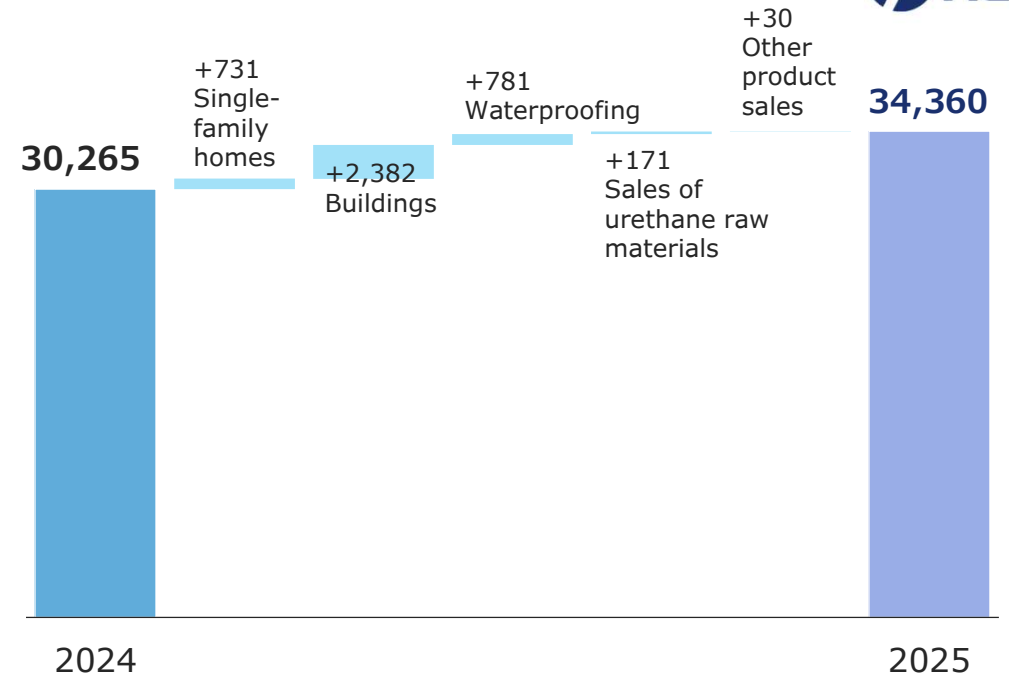 30,265
+731
Single-
family
homes
+2,382
Buildings
+781
Waterproofing
+171
Sales of
urethane raw
materials
+30
Other
product
sales
34,360
2024
2025